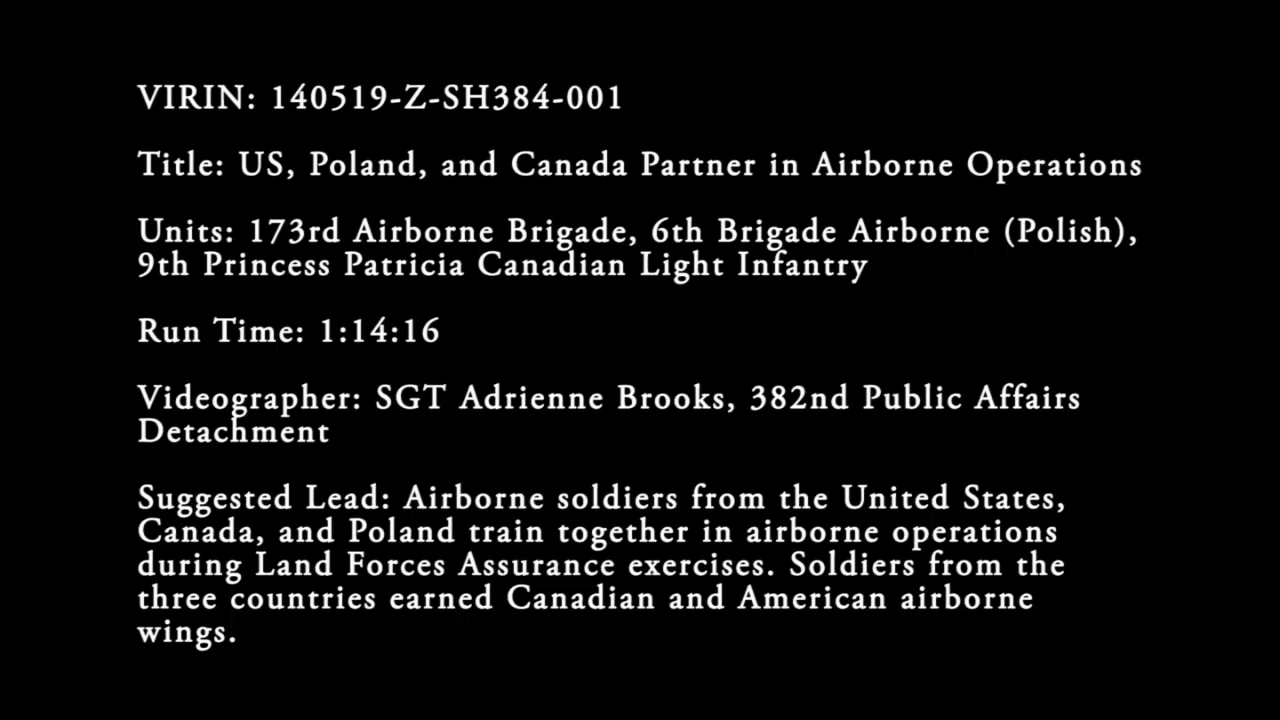 VIRIN: 140519-Z-SH384-001
Title: US, Poland, and Canada Partner in Airborne Operations
Units: 173rd Airborne Brigade, 6th Brigade Airborne (Polish),
9th Princess Patricia Canadian Light Infantry
Run Time: 1:14:16
Videographer: SGT Adrienne Brooks, 382nd Public Affairs
Detachment
Suggested Lead: Airborne soldiers from the United States,
Canada, and Poland train together in airborne operations
during Land Forces Assurance exercises. Soldiers from the
three countries earned Canadian and American airborne
wings.